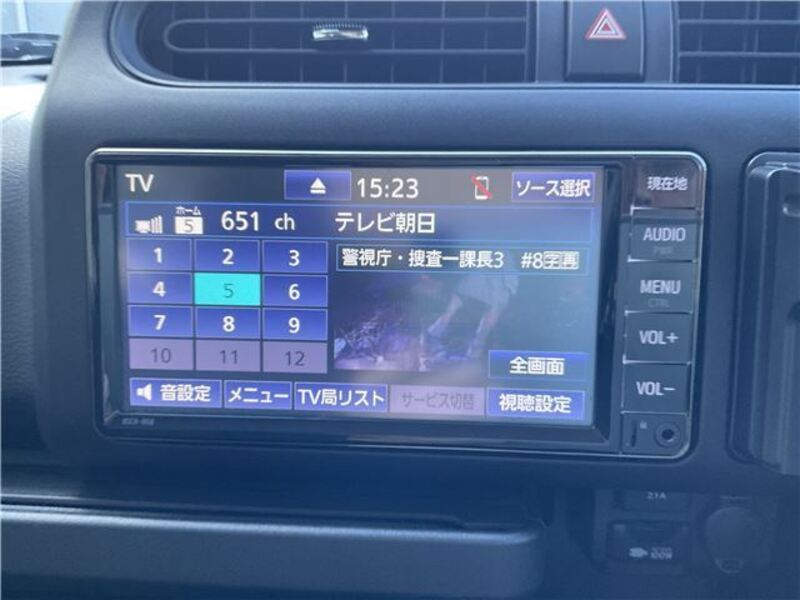 TV 15:23 ソース選択
ホーム
5 651 ch テレビ朝日
警視庁・捜査一課長3 #8字再
1 2 3
4 5 6
7 8 9
10 11 12
全画面
音設定 メニュー TV局リスト サービス切替 視聴設定
現在地
AUDIO
MENU
CTRL
VOL+
VOL-
2.1A
100W